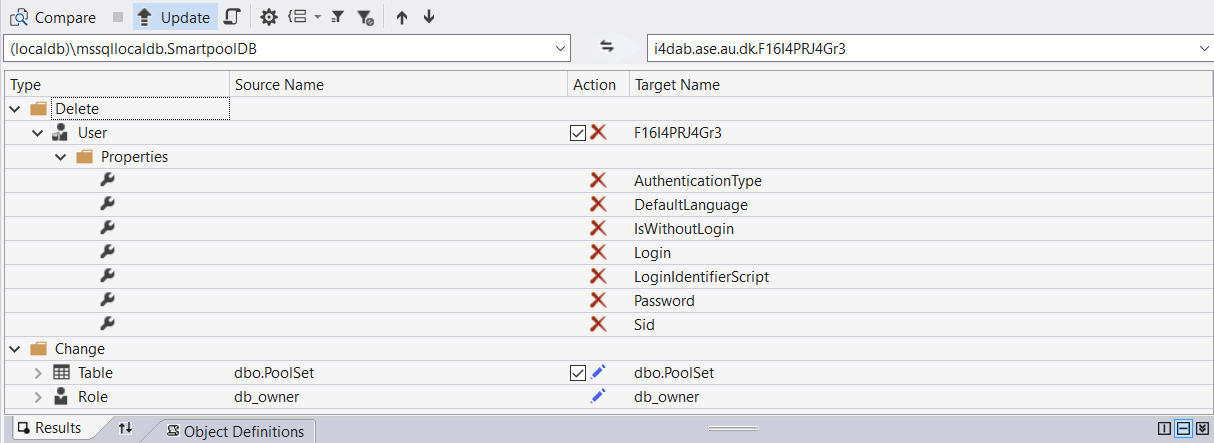 Compare Update
(localdb)\mssqllocaldb.SmartpoolDB i4dab.ase.au.dk.F16I4PRJ4Gr3
Type Source Name Action Target Name
Delete
User F16I4PRJ4Gr3
Properties
AuthenticationType
DefaultLanguage
IsWithoutLogin
Login
LoginIdentifierScript
Password
Sid
Change
Table dbo.PoolSet dbo.PoolSet
Role db_owner db_owner
Results Object Definitions